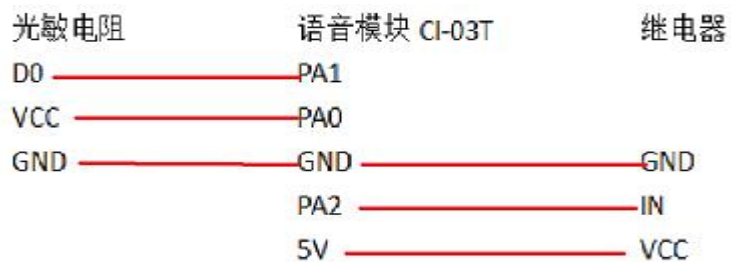 光敏电阻 语音模块 CI-03T 继电器
D0 PA1
VCC PA0
GND GND GND
PA2 IN
5V VCC